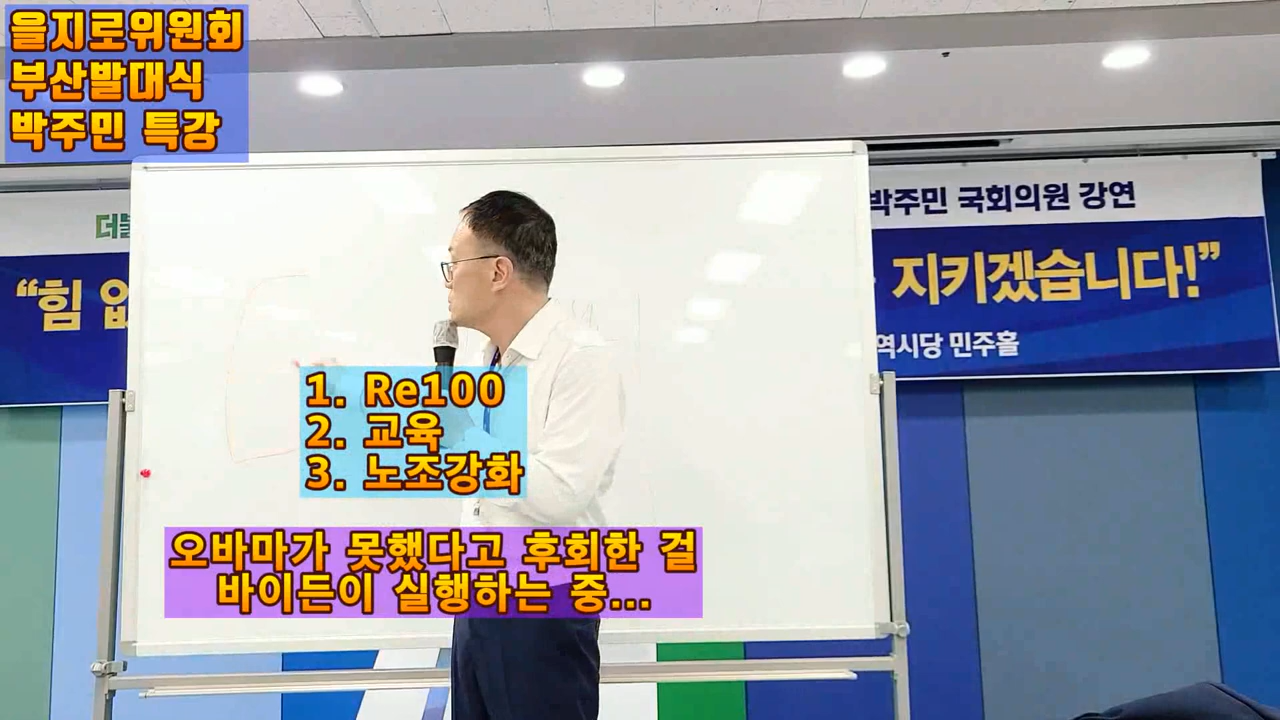 을지로위원회
부산발대식
박주민 특강
박주민 국회의원 강연
“힘
지키겠습니다!”
역시당 민주홀
1. Re100
2. 교육
3. 노조강화
오바마가 못했다고 후회한 걸
바이든이 실행하는 중...